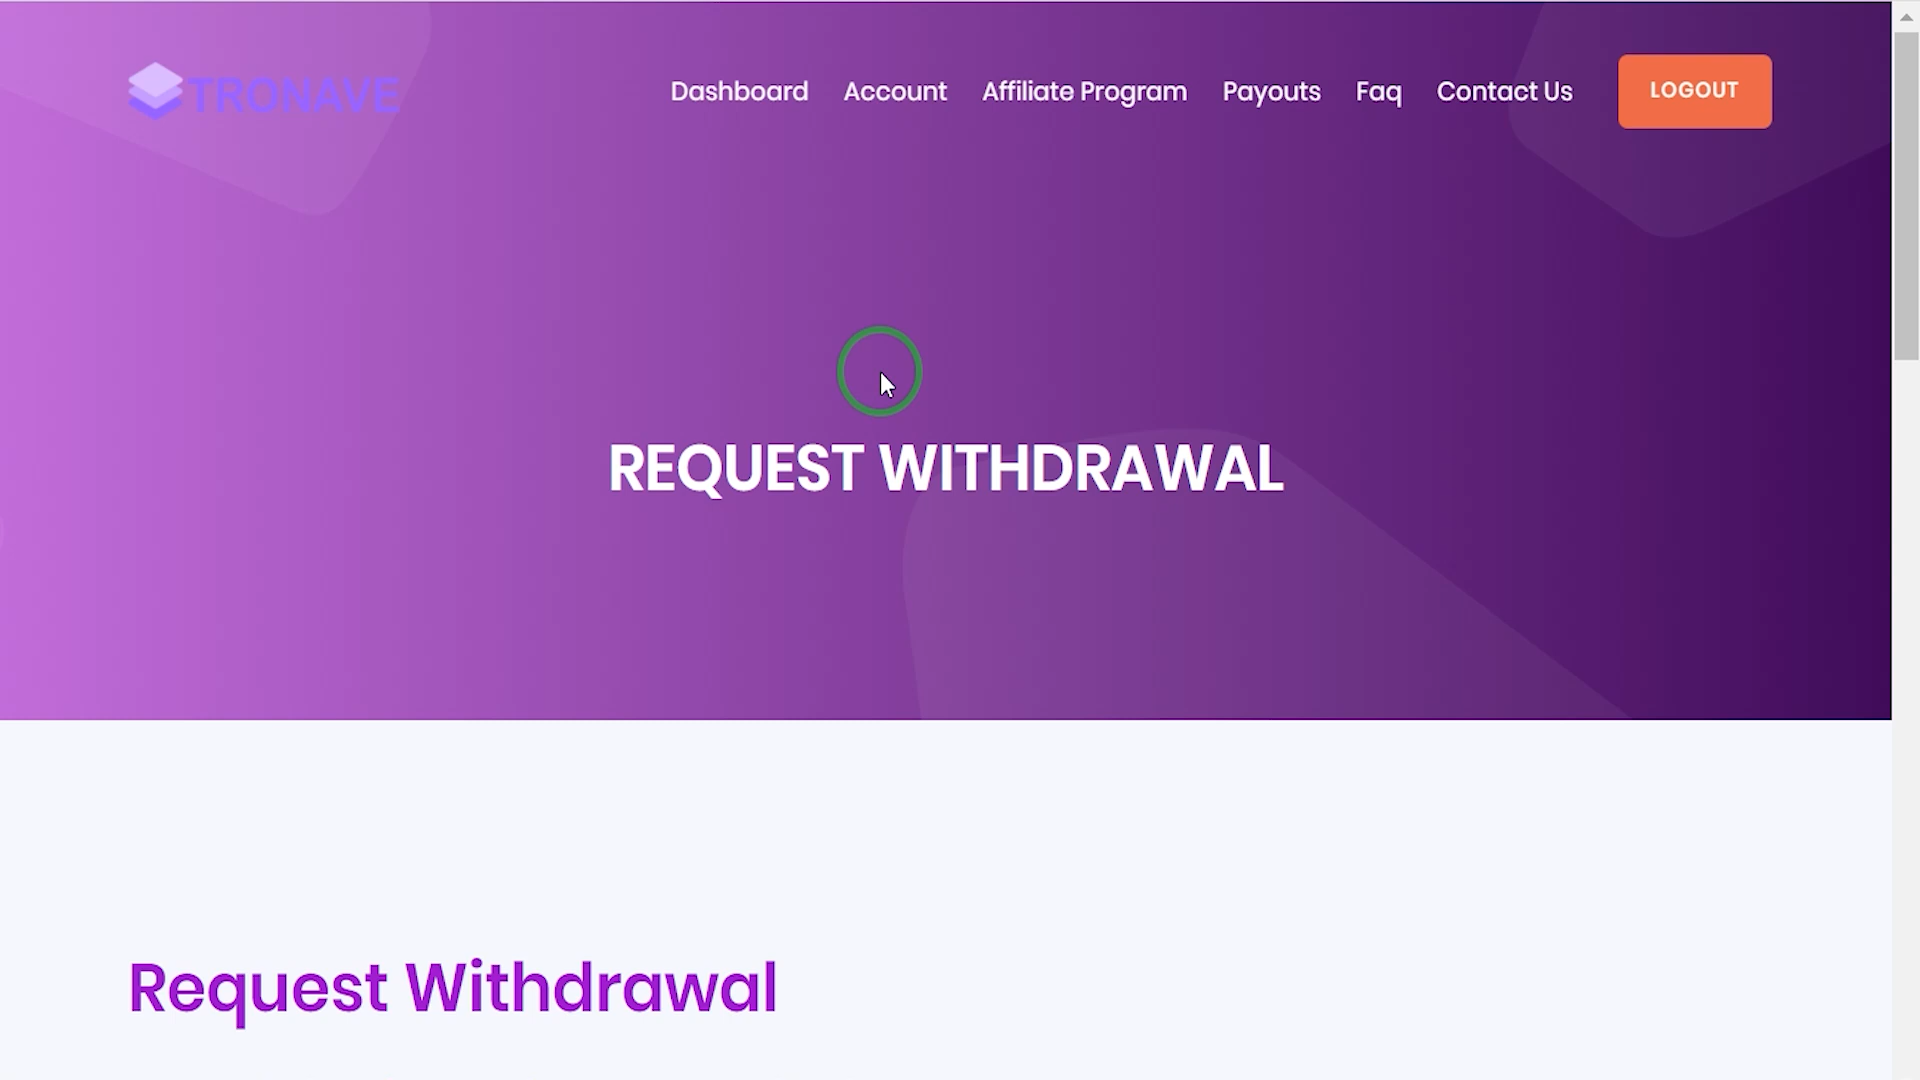 TRONAVE
Dashboard Account Affiliate Program Payouts Faq Contact Us LOGOUT
REQUEST WITHDRAWAL
Request Withdrawal